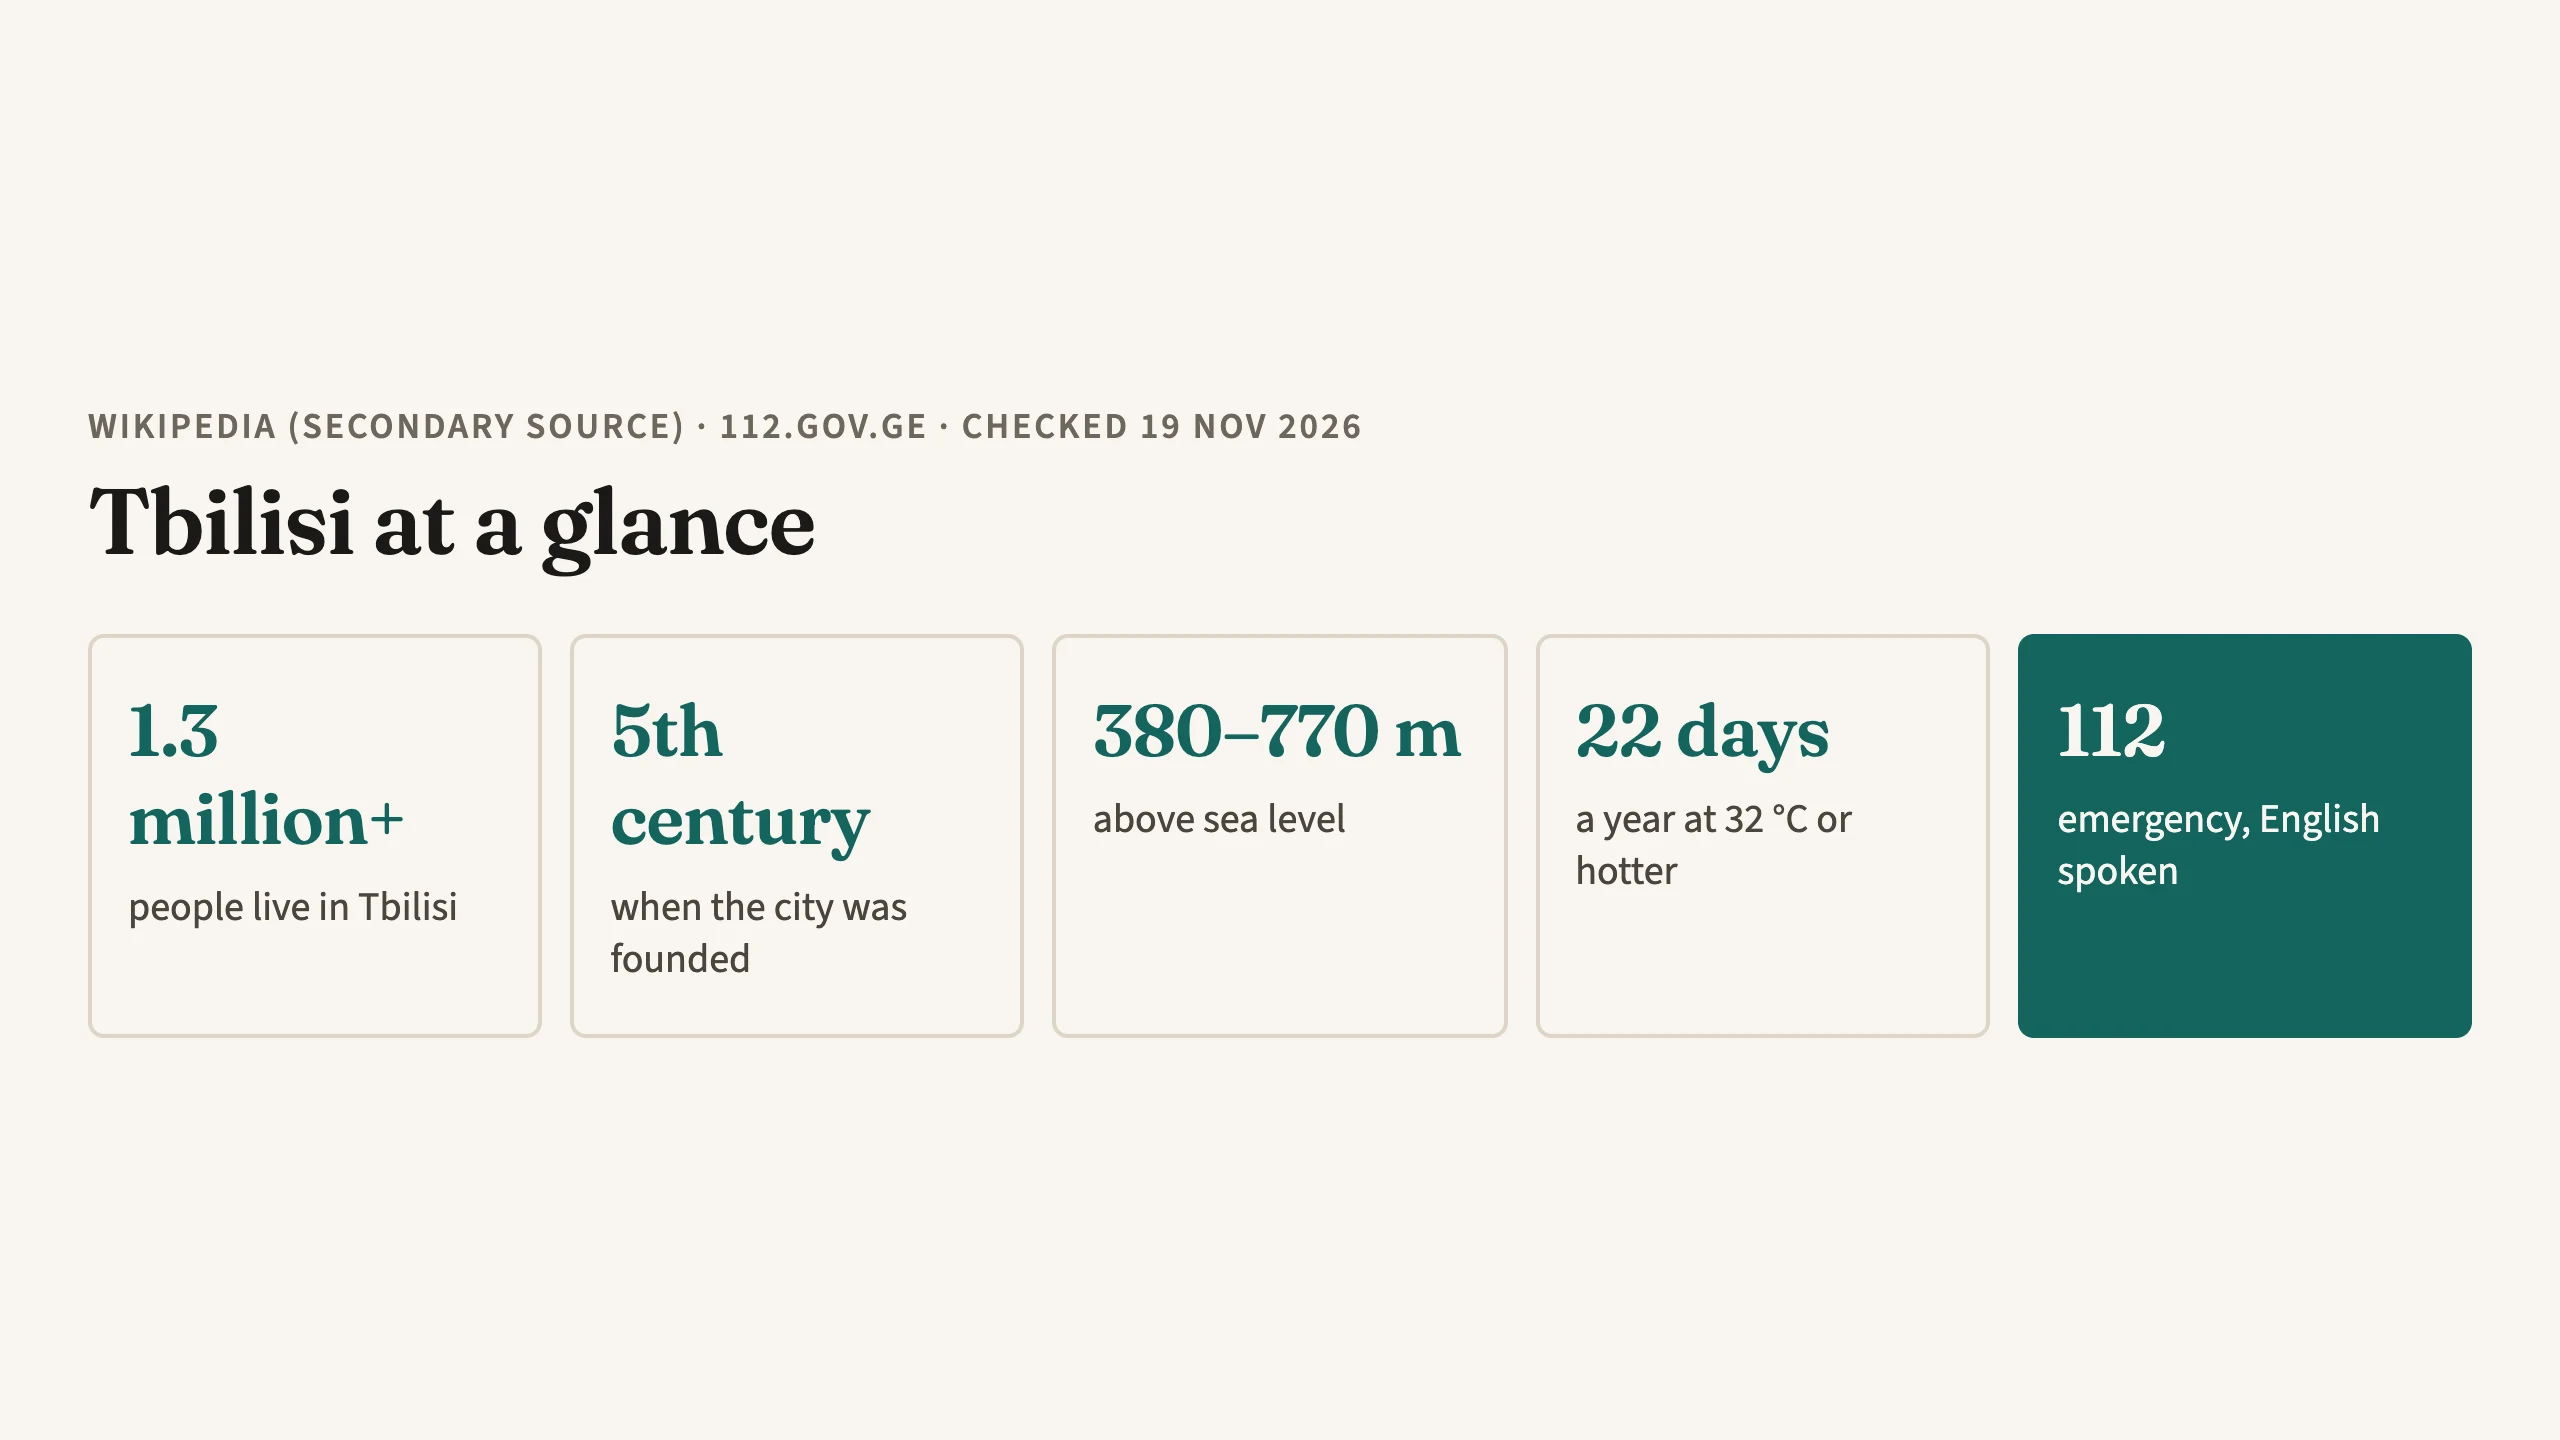 WIKIPEDIA (SECONDARY SOURCE) · 112.GOV.GE · CHECKED 19 NOV 2026
Tbilisi at a glance
1.3
million+
people live in Tbilisi
5th
century
when the city was
founded
380–770 m
above sea level
22 days
a year at 32 °C or
hotter
112
emergency, English
spoken